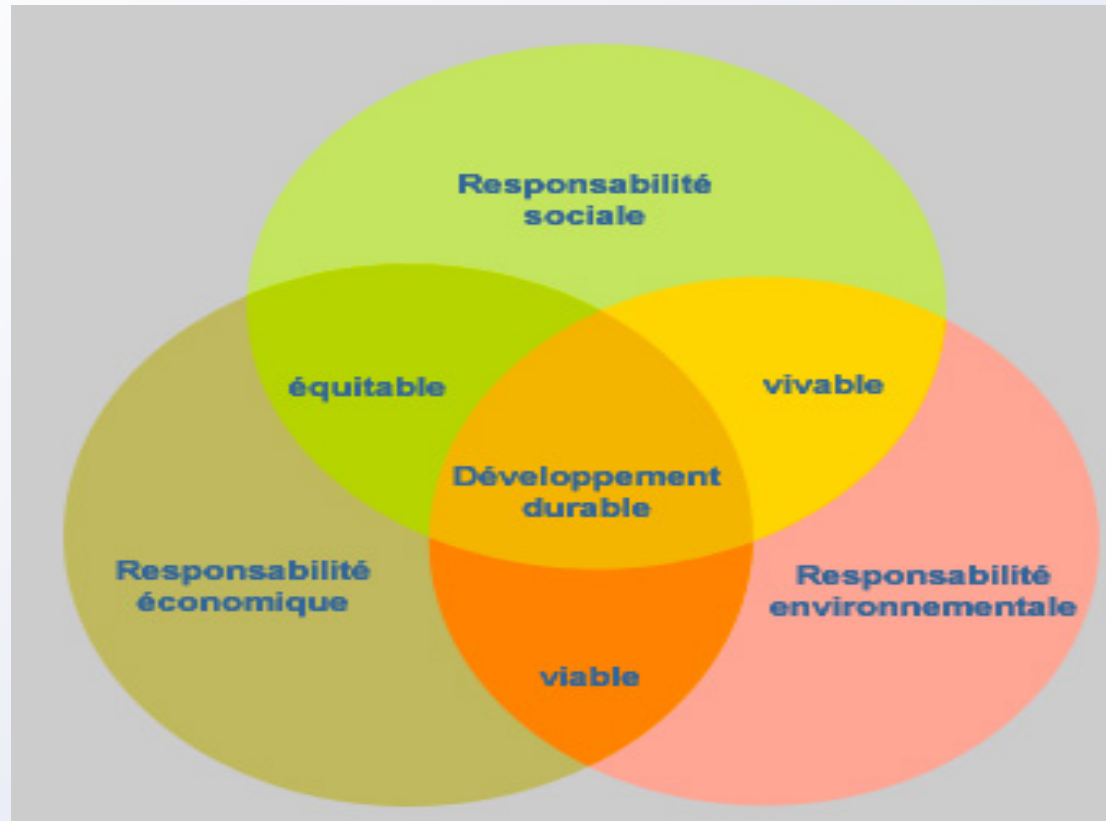 Responsabilité
sociale
équitable
vivable
Développement
durable
Responsabilité
économique
Responsabilité
environnementale
viable